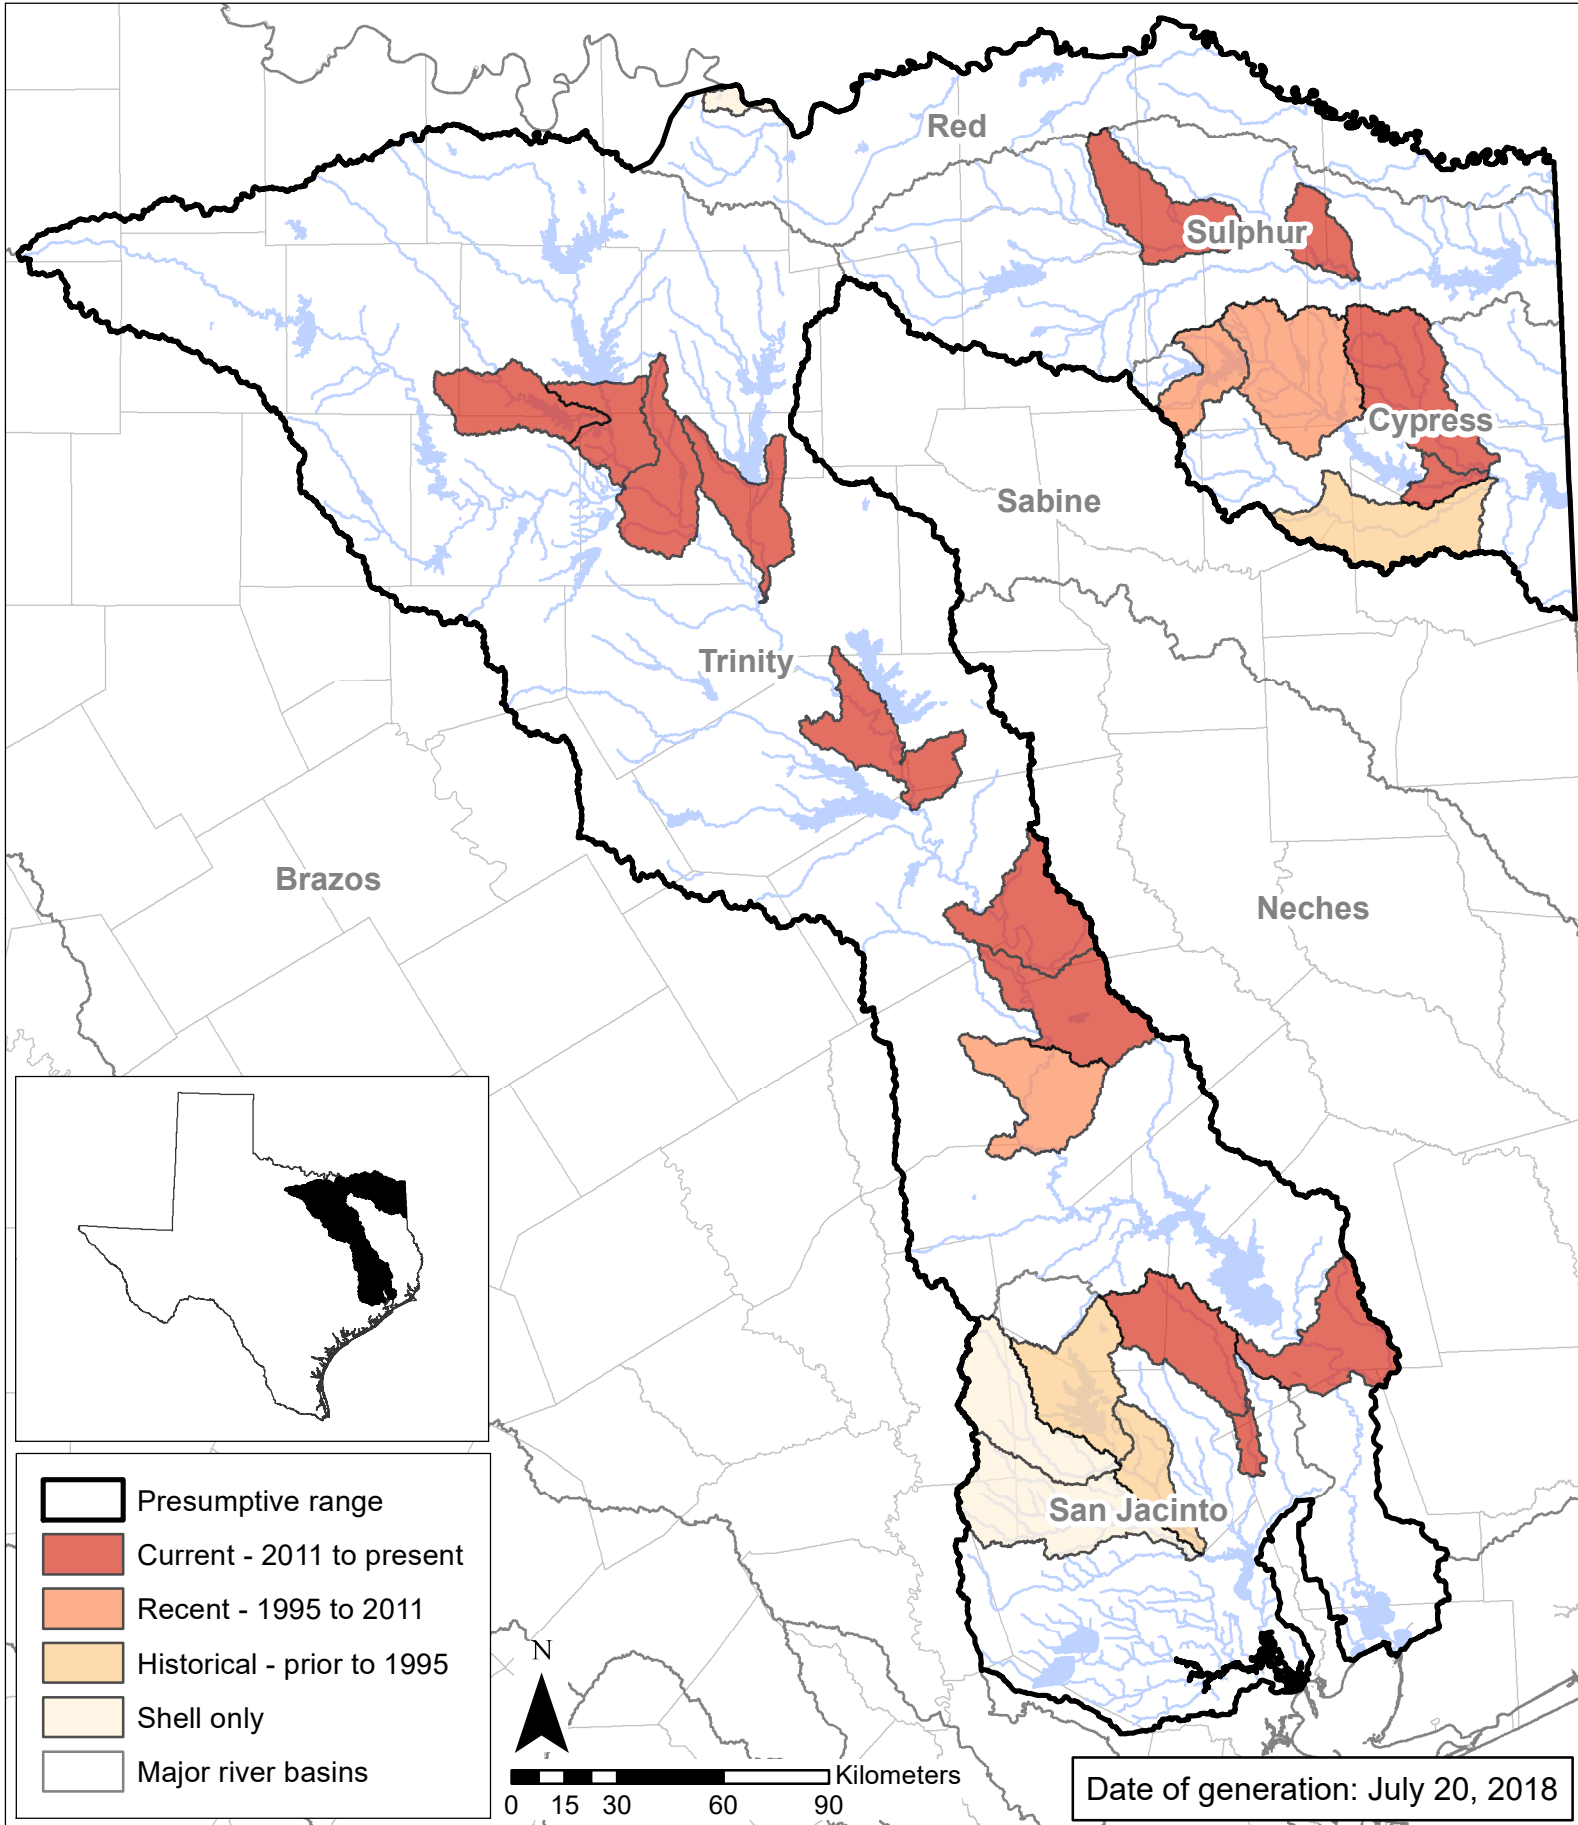 Red
Sulphur
Cypress
Sabine
Trinity
Brazos
Neches
San Jacinto
Presumptive range
Current - 2011 to present
Recent - 1995 to 2011
Historical - prior to 1995
Shell only
Major river basins
N
Kilometers
0 15 30 60 90
Date of generation: July 20, 2018